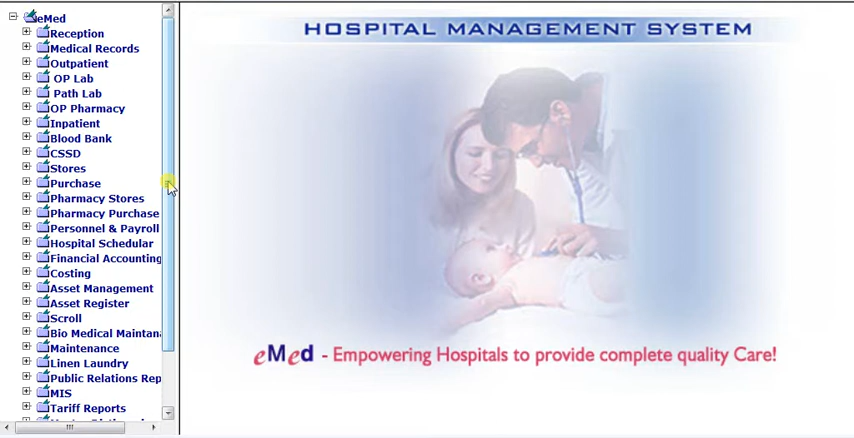 eMed
Reception
Medical Records
Outpatient
OP Lab
Path Lab
OP Pharmacy
Inpatient
Blood Bank
CSSD
Stores
Purchase
Pharmacy Stores
Pharmacy Purchase
Personnel & Payroll
Hospital Schedular
Financial Accounting
Costing
Asset Management
Asset Register
Scroll
Bio Medical Maintana
Maintenance
Linen Laundry
Public Relations Rep
MIS
Tariff Reports
HOSPITAL MANAGEMENT SYSTEM
eMed - Empowering Hospitals to provide complete quality Care!